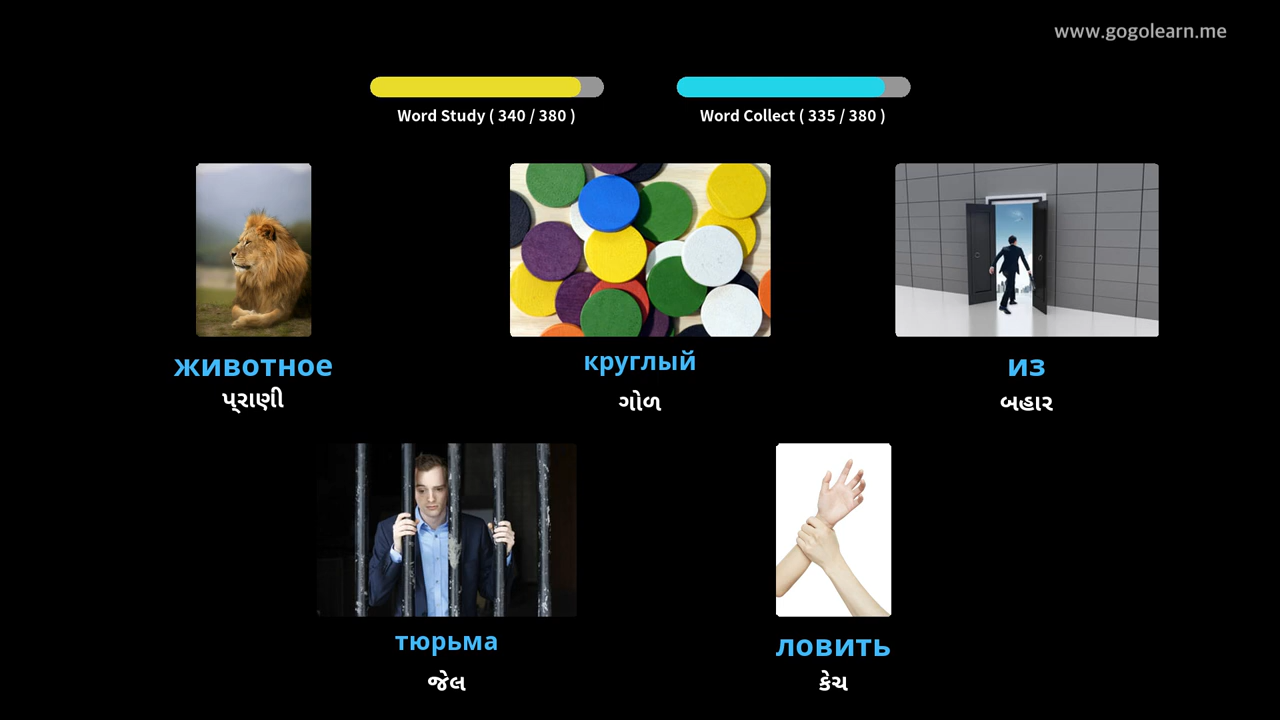 www.gogolearn.me
Word Study ( 340 / 380 )
Word Collect ( 335 / 380 )
животное
પ્રાણી
круглый
ગોળ
из
બહાર
тюрьма
જેલ
ловить
કેચ